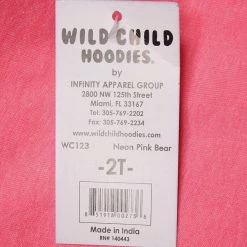 WILD CHILD
HOODIES.
by
INFINITY APPAREL GROUP
2800 NW 125th Street
Miami, FL 33167
Tel: 305-769-2202
Fax: 305-769-2234
www.wildchildhoodies.com
WC123 Neon Pink Bear
-2T-
Made in India
RN# 140443